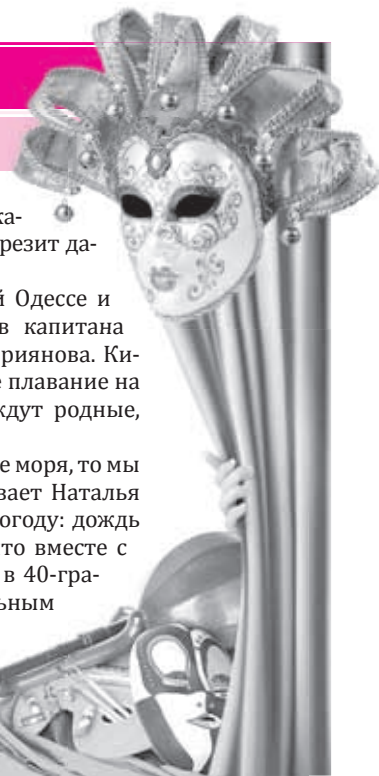 ка-
резит да-
й Одессе и
в капитана
риянова. Ки-
е плавание на
ждут родные,
е моря, то мы
вает Наталья
огоду: дождь
то вместе с
в 40-гра-
ьным